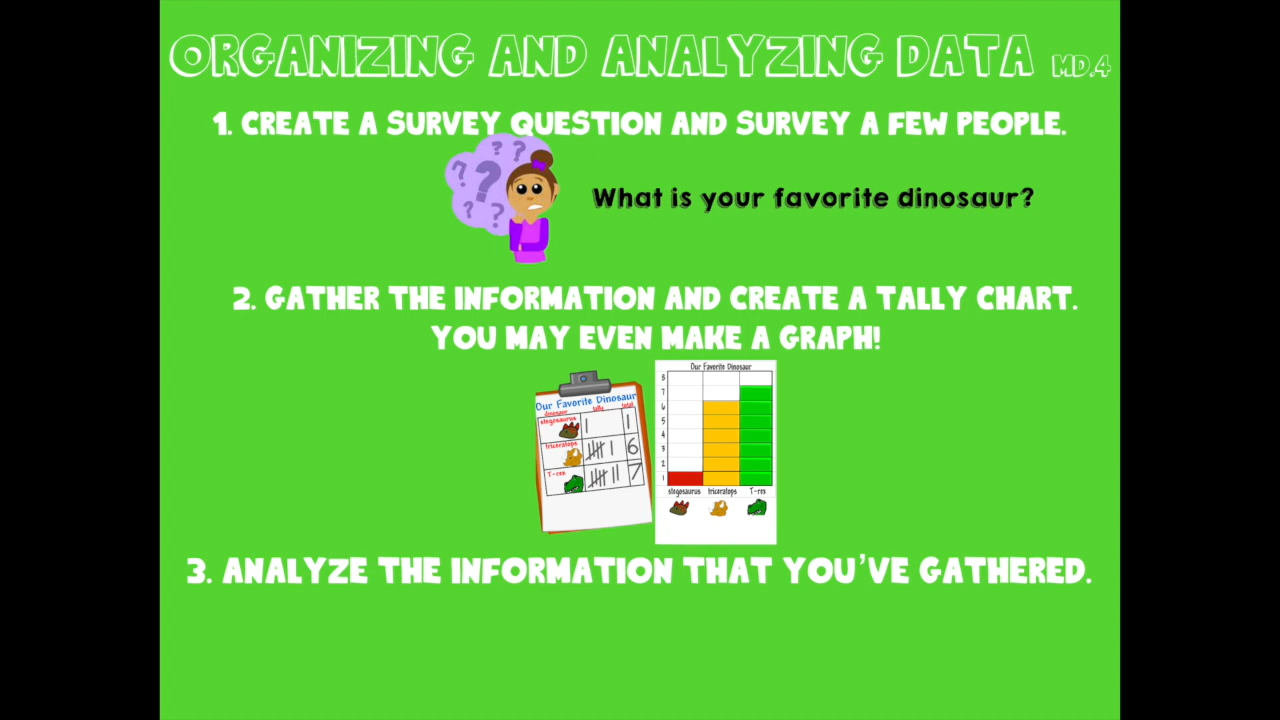 ORGANIZING AND ANALYZING DATA MD.4
1. CREATE A SURVEY QUESTION AND SURVEY A FEW PEOPLE.
? ? ? ? ? ?
What is your favorite dinosaur?
2. GATHER THE INFORMATION AND CREATE A TALLY CHART.
YOU MAY EVEN MAKE A GRAPH!
Our Favorite Dinosaur
dinosaur tally total
stegosaurus 1
triceratops 6
T-rex 7
Our Favorite Dinosaur
8
7
6
5
4
3
2
1
stegosaurus triceratops T-rex
3. ANALYZE THE INFORMATION THAT YOU'VE GATHERED.